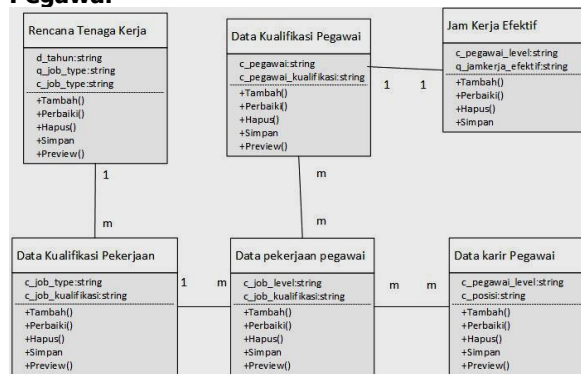 Pegawai
Rencana Tenaga Kerja
d_tahun:string
q_job_type:string
c_job_type:string
+Tambah()
+Perbaiki()
+Hapus()
+Simpan
+Preview()
Data Kualifikasi Pegawai
c_pegawai:string
c_pegawai_kualifikasi:string
+Tambah()
+Perbaiki()
+Hapus()
+Simpan
+Preview()
1 1
Jam Kerja Efektif
c_pegawai_level:string
q_jamkerja_efektif:string
+Tambah()
+Perbaiki()
+Hapus()
+Simpan
1
m
m
m
Data Kualifikasi Pekerjaan
c_job_type:string
c_job_kualifikasi:string
+Tambah()
+Perbaiki()
+Hapus()
+Simpan
+Preview()
1 m
Data pekerjaan pegawai
c_job_level:string
c_job_kualifikasi:string
+Tambah()
+Perbaiki()
+Hapus()
+Simpan
+Preview()
m m
Data karir Pegawai
c_pegawai_level:string
c_posisi:string
+Tambah()
+Perbaiki()
+Hapus()
+Simpan
+Preview()